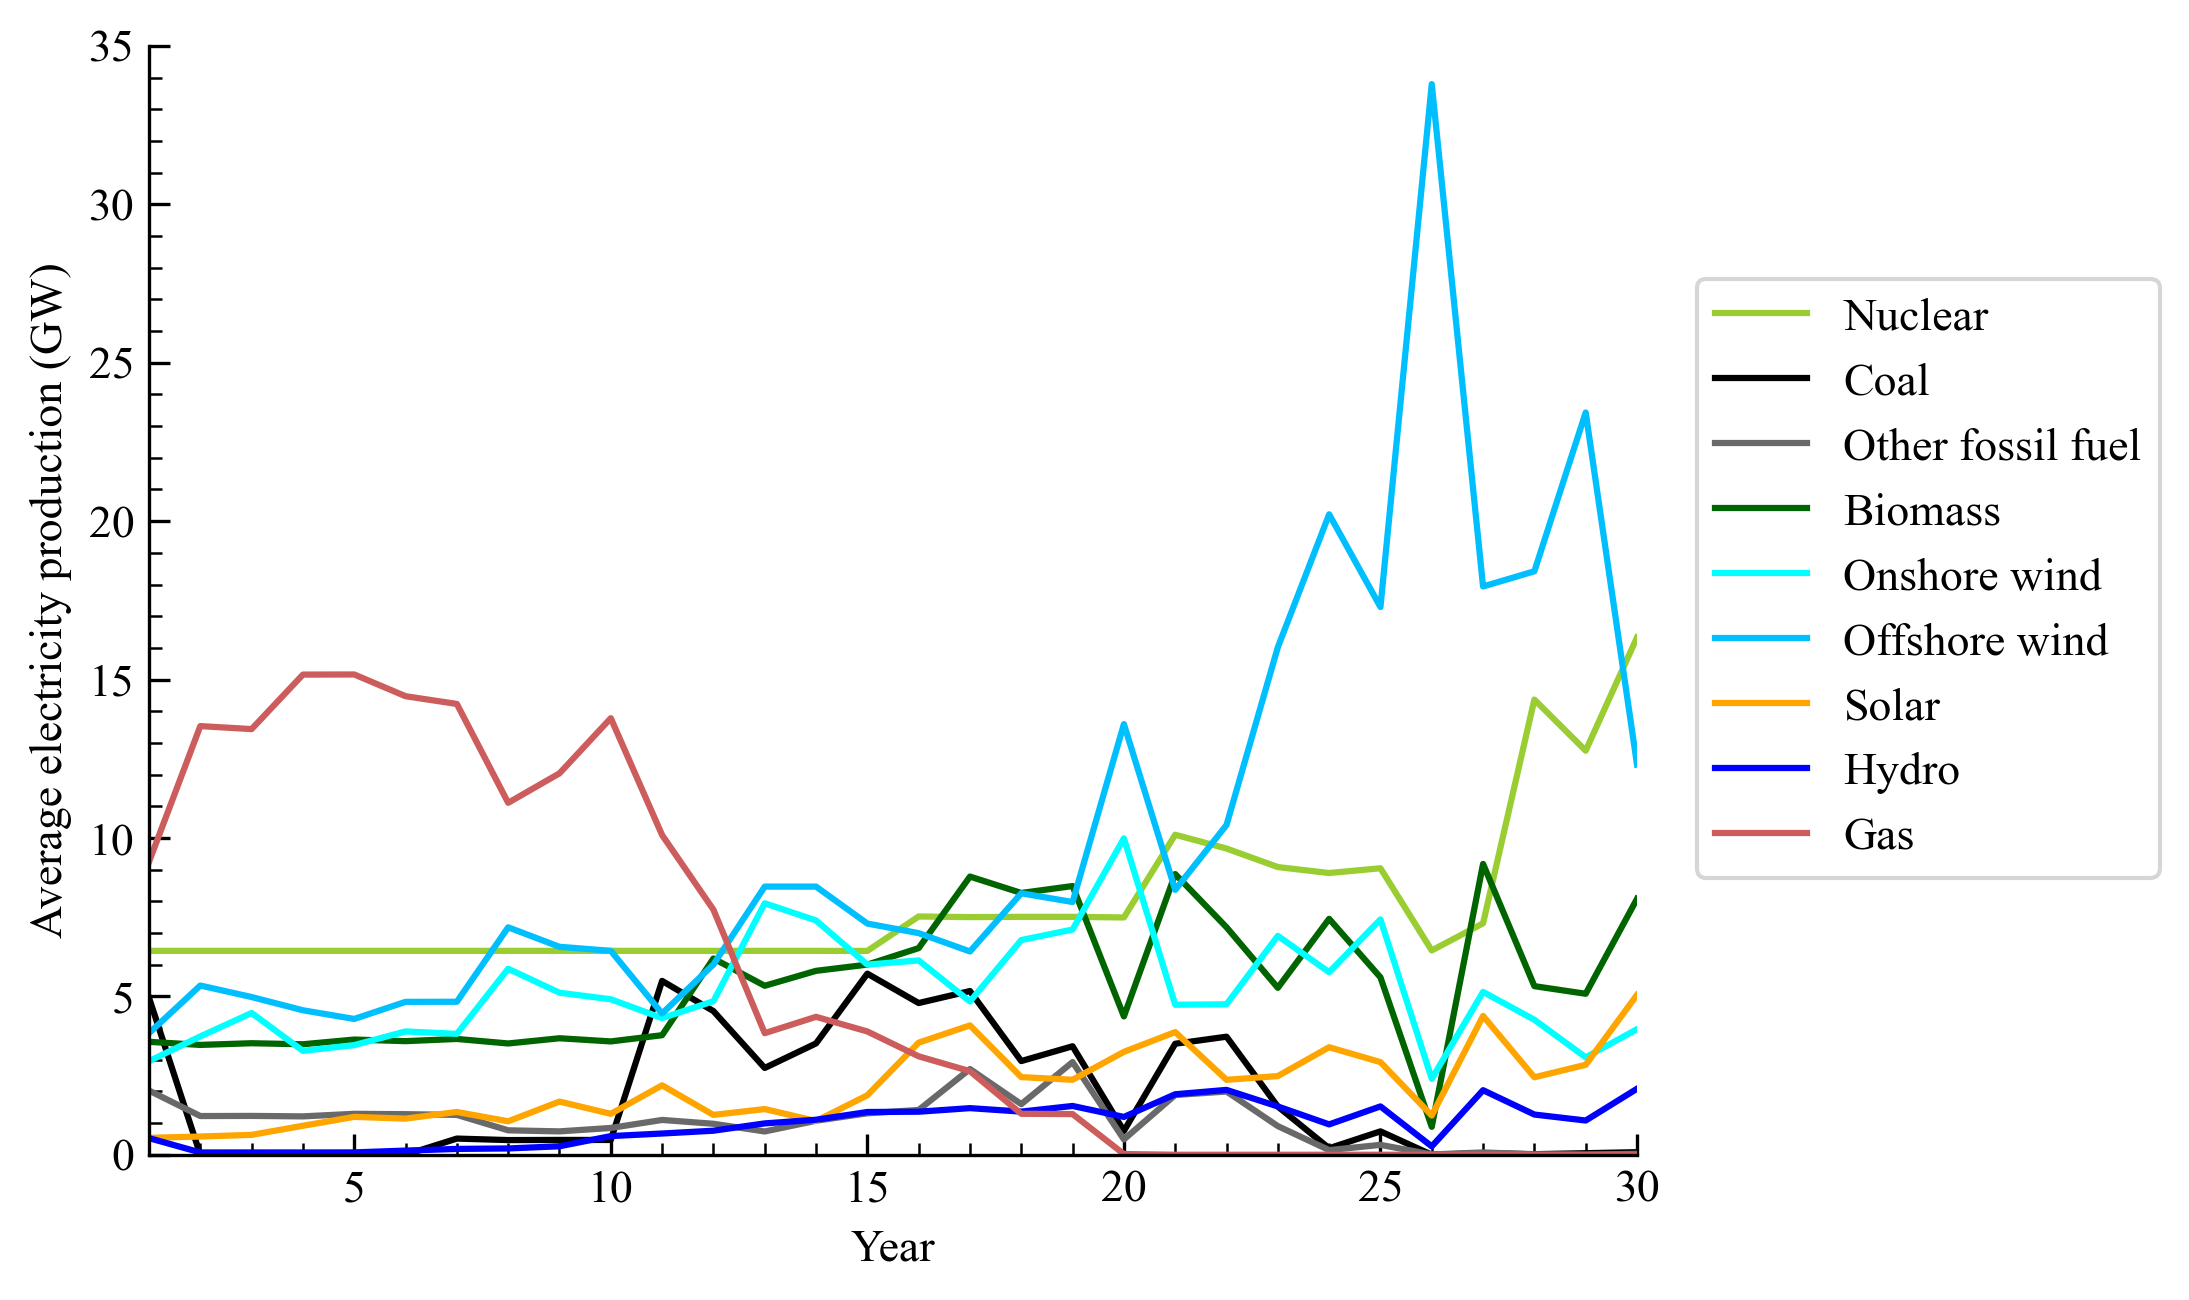 Average electricity production (GW)
35
30
25
20
15
10
5
0
5 10 15 20 25 30
Year
Nuclear
Coal
Other fossil fuel
Biomass
Onshore wind
Offshore wind
Solar
Hydro
Gas